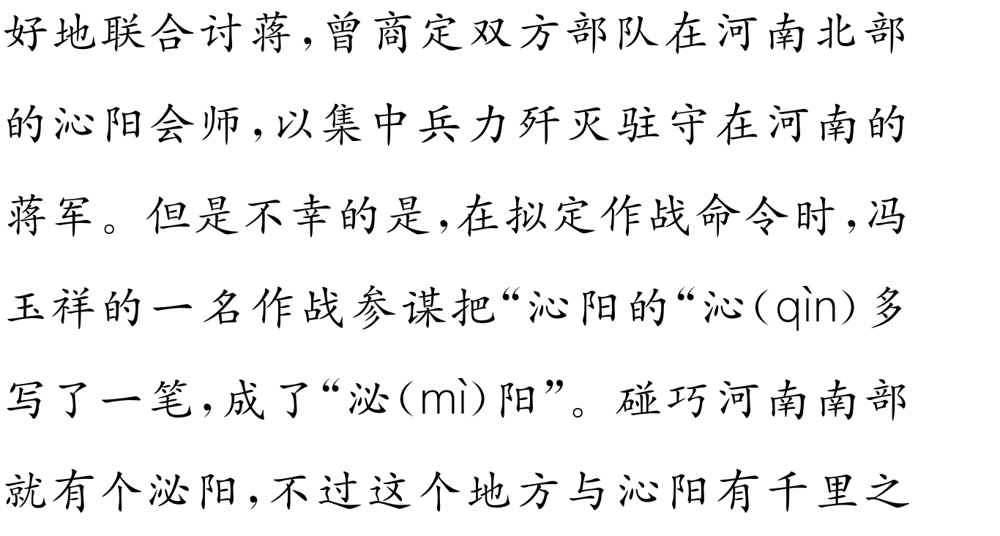 好地联合讨蒋,曾商定双方部队在河南北部
的沁阳会师,以集中兵力歼灭驻守在河南的
蒋军。但是不幸的是,在拟定作战命令时,冯
玉祥的一名作战参谋把“沁阳的“沁(qìn)多
写了一笔,成了“泌(mì)阳”。碰巧河南南部
就有个泌阳,不过这个地方与沁阳有千里之